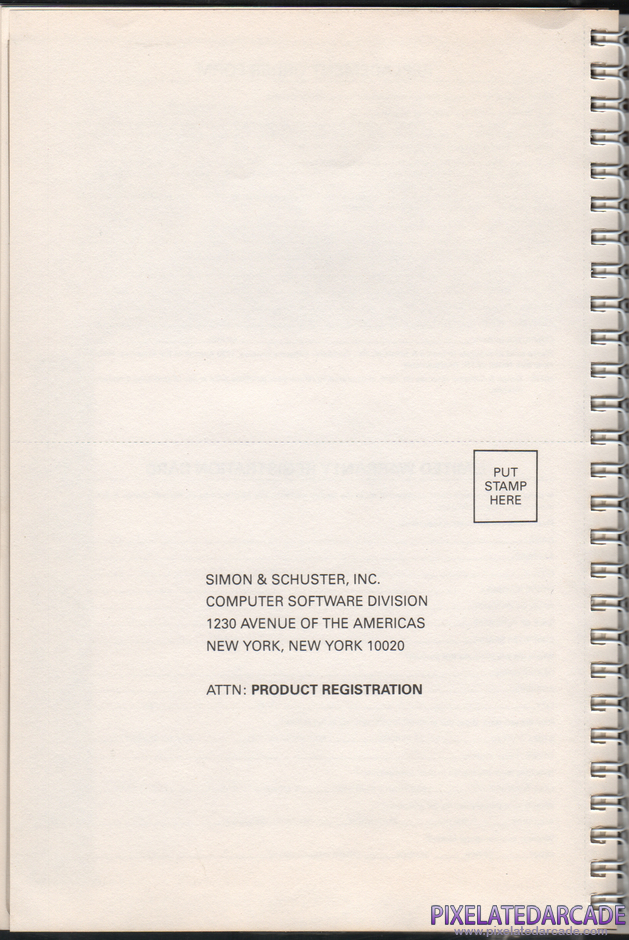 PUT
STAMP
HERE
SIMON & SCHUSTER, INC.
COMPUTER SOFTWARE DIVISION
1230 AVENUE OF THE AMERICAS
NEW YORK, NEW YORK 10020
ATTN: PRODUCT REGISTRATION
PIXELATEDARCADE
www.pixelatedarcade.com